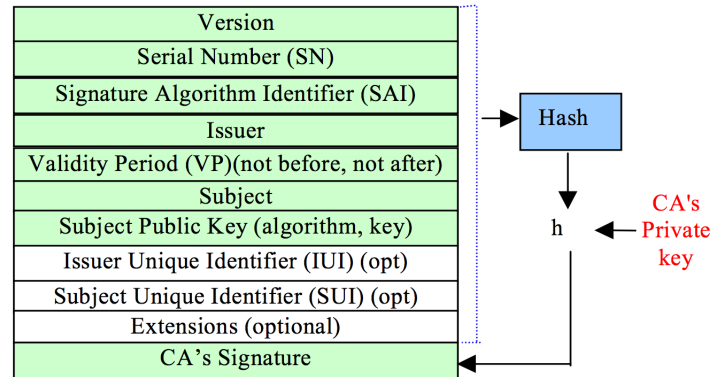 Version
Serial Number (SN)
Signature Algorithm Identifier (SAI)
Issuer
Validity Period (VP)(not before, not after)
Subject
Subject Public Key (algorithm, key)
Issuer Unique Identifier (IUI) (opt)
Subject Unique Identifier (SUI) (opt)
Extensions (optional)
CA’s Signature
Hash
h
CA's
Private
key